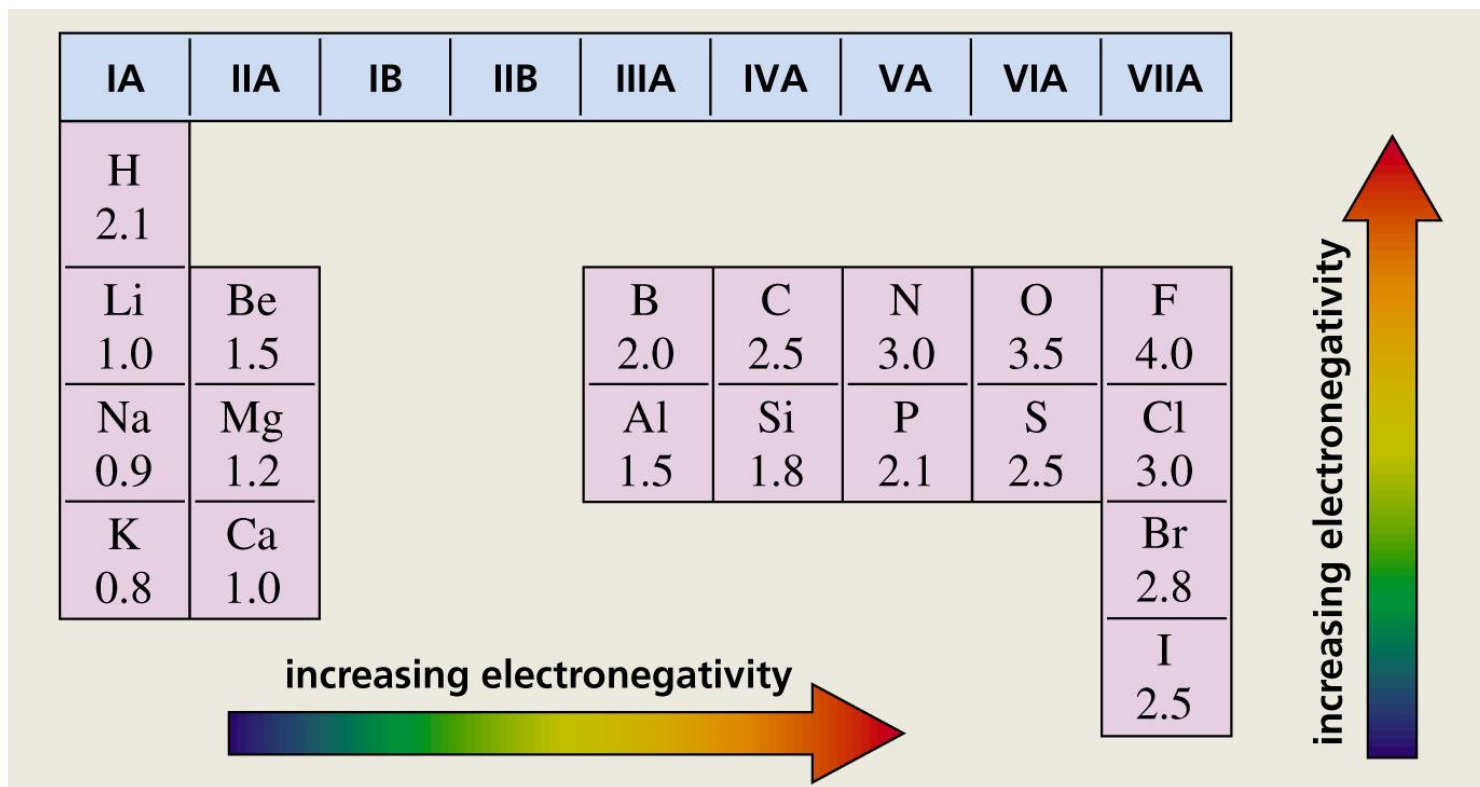 IA IIA IB IIB IIIA IVA VA VIA VIIA
H
2.1
Li Be B C N O F
1.0 1.5 2.0 2.5 3.0 3.5 4.0
Na Mg Al Si P S Cl
0.9 1.2 1.5 1.8 2.1 2.5 3.0
K Ca Br
0.8 1.0 2.8
I
2.5
increasing electronegativity
increasing electronegativity